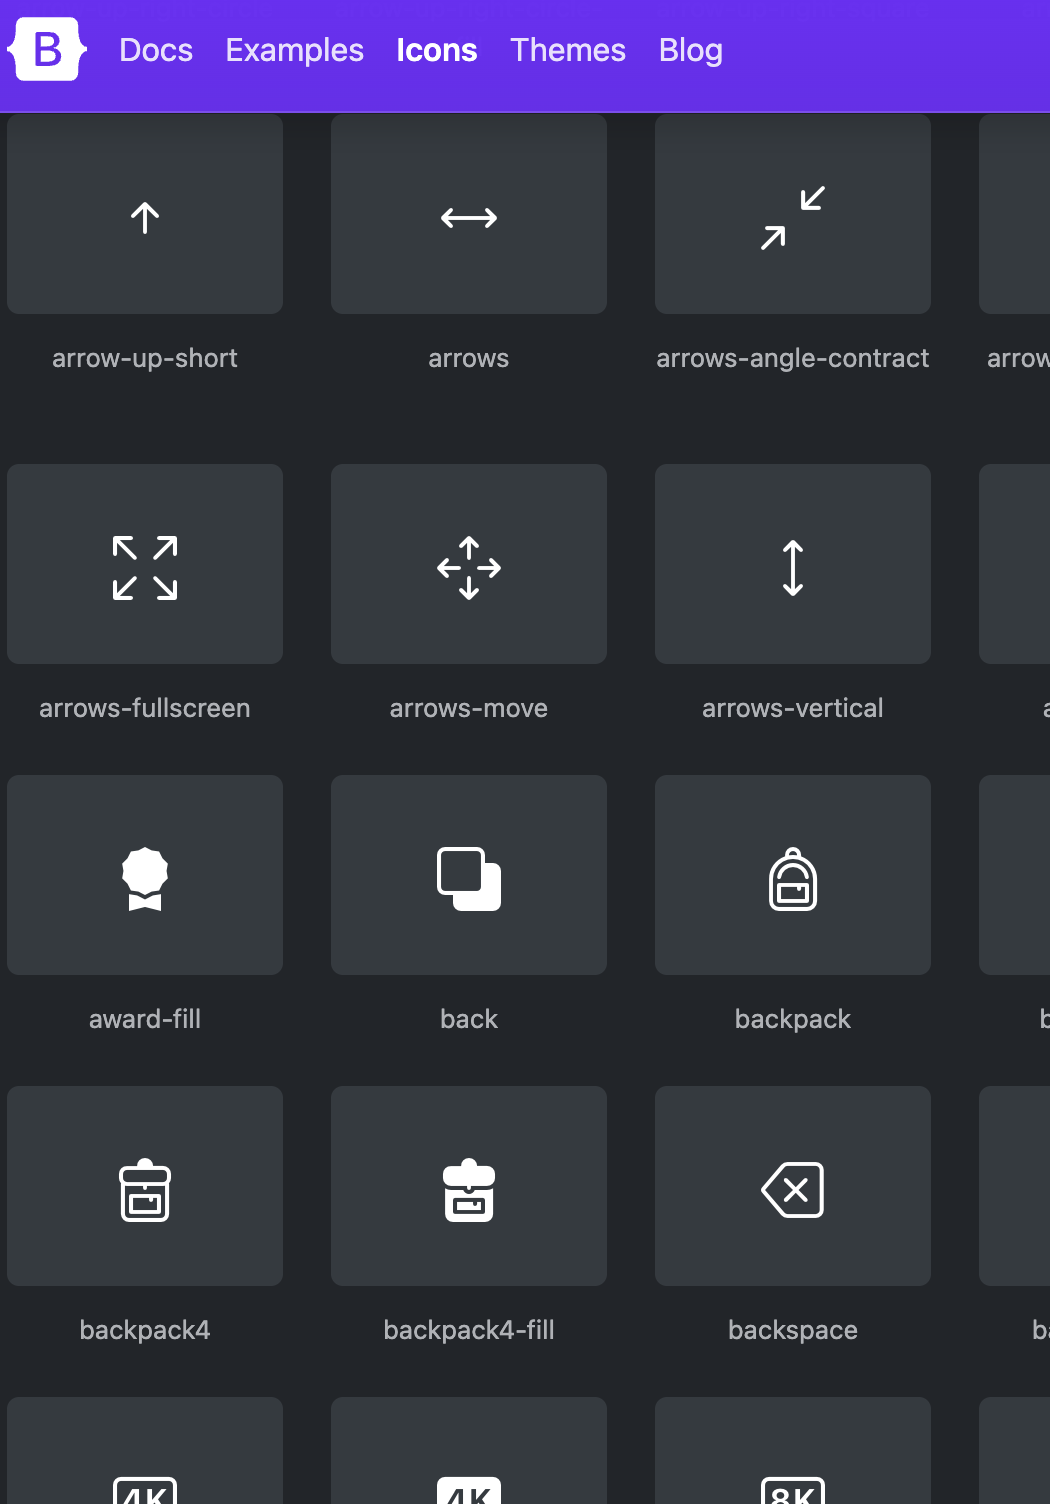 B Docs Examples Icons Themes Blog
arrow-up-short arrows arrows-angle-contract
arrows-fullscreen arrows-move arrows-vertical
award-fill back backpack
backpack4 backpack4-fill backspace
4K 4K 8K